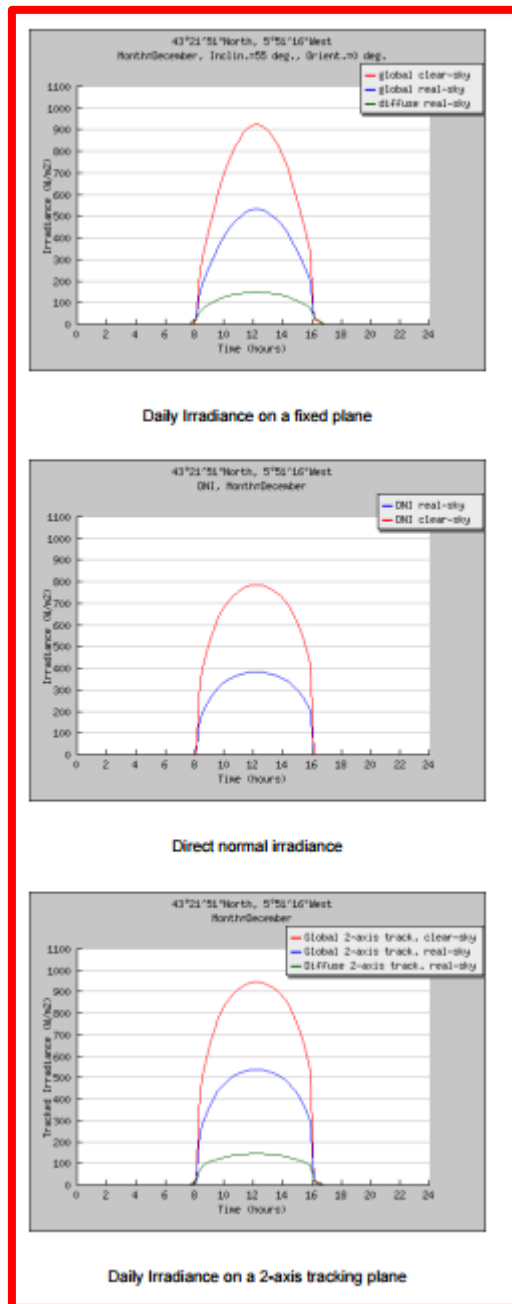 43°21'51"North, 5°51'16"West
Month=December, Inclin.=55 deg., Orient.=0 deg.
global clear-sky
global real-sky
diffuse real-sky
Irradiance (W/m2)
1100
1000
900
800
700
600
500
400
300
200
100
0
0 2 4 6 8 10 12 14 16 18 20 22 24
Time (hours)
Daily Irradiance on a fixed plane
43°21'51"North, 5°51'16"West
DNI, Month=December
DNI real-sky
DNI clear-sky
Irradiance (W/m2)
1100
1000
900
800
700
600
500
400
300
200
100
0
0 2 4 6 8 10 12 14 16 18 20 22 24
Time (hours)
Direct normal irradiance
43°21'51"North, 5°51'16"West
Month=December
Global 2-axis track. clear-sky
Global 2-axis track. real-sky
Diffuse 2-axis track. real-sky
Tracked Irradiance (W/m2)
1100
1000
900
800
700
600
500
400
300
200
100
0
0 2 4 6 8 10 12 14 16 18 20 22 24
Time (hours)
Daily Irradiance on a 2-axis tracking plane